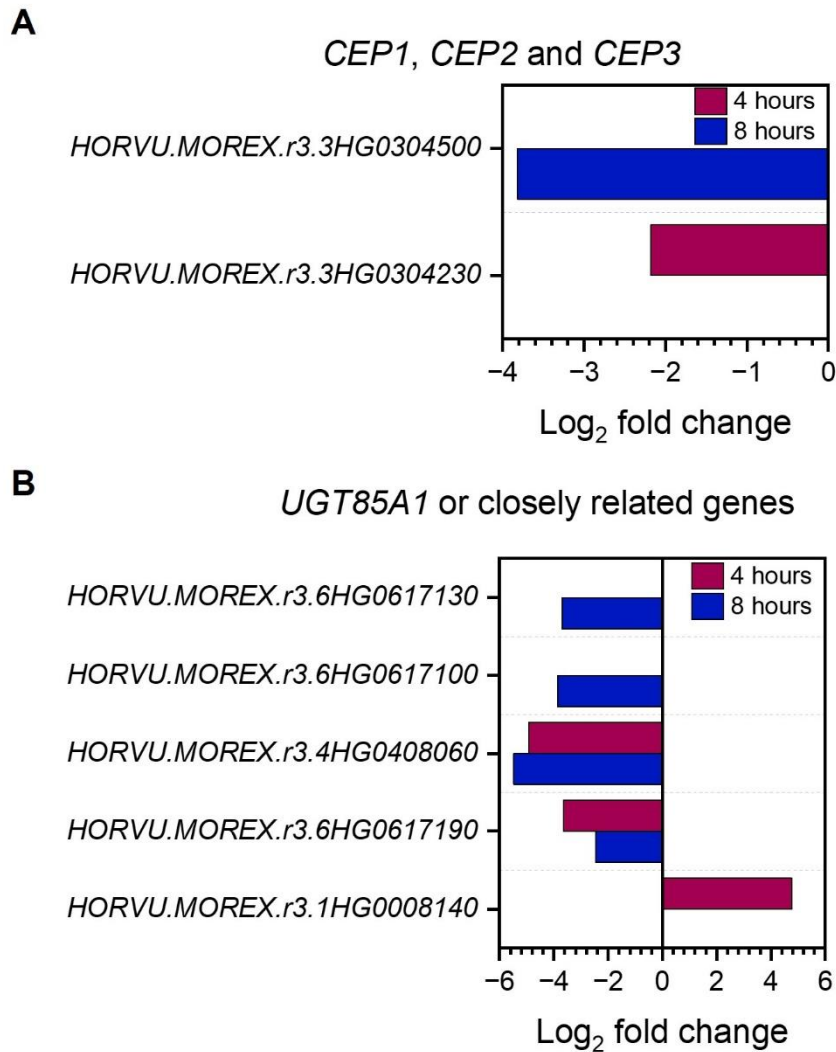 A
CEP1, CEP2 and CEP3
4 hours
8 hours
HORVU.MOREX.r3.3HG0304500
HORVU.MOREX.r3.3HG0304230
−4 −3 −2 −1 0
Log₂ fold change
B
UGT85A1 or closely related genes
4 hours
8 hours
HORVU.MOREX.r3.6HG0617130
HORVU.MOREX.r3.6HG0617100
HORVU.MOREX.r3.4HG0408060
HORVU.MOREX.r3.6HG0617190
HORVU.MOREX.r3.1HG0008140
−6 −4 −2 0 2 4 6
Log₂ fold change